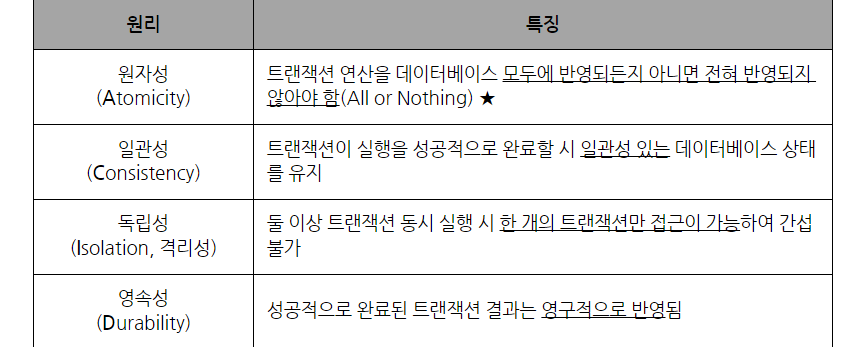 원리
특징
원자성
(Atomicity)
트랜잭션 연산을 데이터베이스 모두에 반영되든지 아니면 전혀 반영되지
않아야 함(All or Nothing) ★
일관성
(Consistency)
트랜잭션이 실행을 성공적으로 완료할 시 일관성 있는 데이터베이스 상태
를 유지
독립성
(Isolation, 격리성)
둘 이상 트랜잭션 동시 실행 시 한 개의 트랜잭션만 접근이 가능하여 간섭
불가
영속성
(Durability)
성공적으로 완료된 트랜잭션 결과는 영구적으로 반영됨